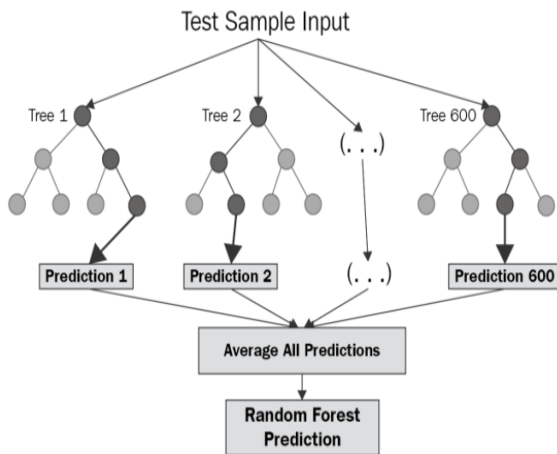 Test Sample Input
Tree 1
Tree 2
(. . .)
Tree 600
Prediction 1
Prediction 2
(. . .)
Prediction 600
Average All Predictions
Random Forest
Prediction